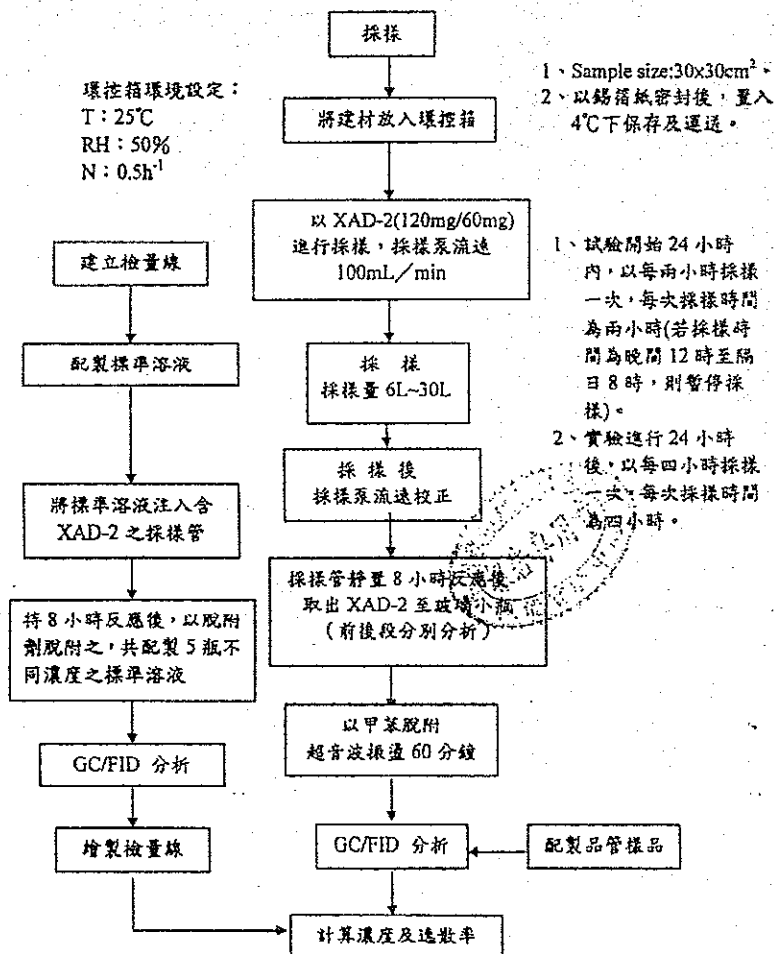 採樣
環控箱環境設定：
T：25℃
RH：50%
N：0.5h⁻¹
1、Sample size:30x30cm²。
2、以錫箔紙密封後，置入
4℃下保存及運送。
將建材放入環控箱
以 XAD-2(120mg/60mg)
進行採樣，採樣泵流速
100mL／min
1、試驗開始 24 小時
內，以每兩小時採樣
一次，每次採樣時間
為兩小時(若採樣時
間為晚間 12 時至隔
日 8 時，則暫停採
樣)。
2、實驗進行 24 小時
後，以每四小時採樣
一次，每次採樣時間
為四小時。
建立檢量線
配製標準溶液
將標準溶液注入含
XAD-2 之採樣管
持 8 小時反應後，以脫附
劑脫附之，共配製 5 瓶不
同濃度之標準溶液
GC/FID 分析
繪製檢量線
採 樣
採樣量 6L~30L
採 樣 後
採樣泵流速校正
採樣管靜置 8 小時反應後
取出 XAD-2 至玻璃小瓶
（前後段分別分析）
以甲苯脫附
超音波振盪 60 分鐘
GC/FID 分析
配製品管樣品
計算濃度及逸散率